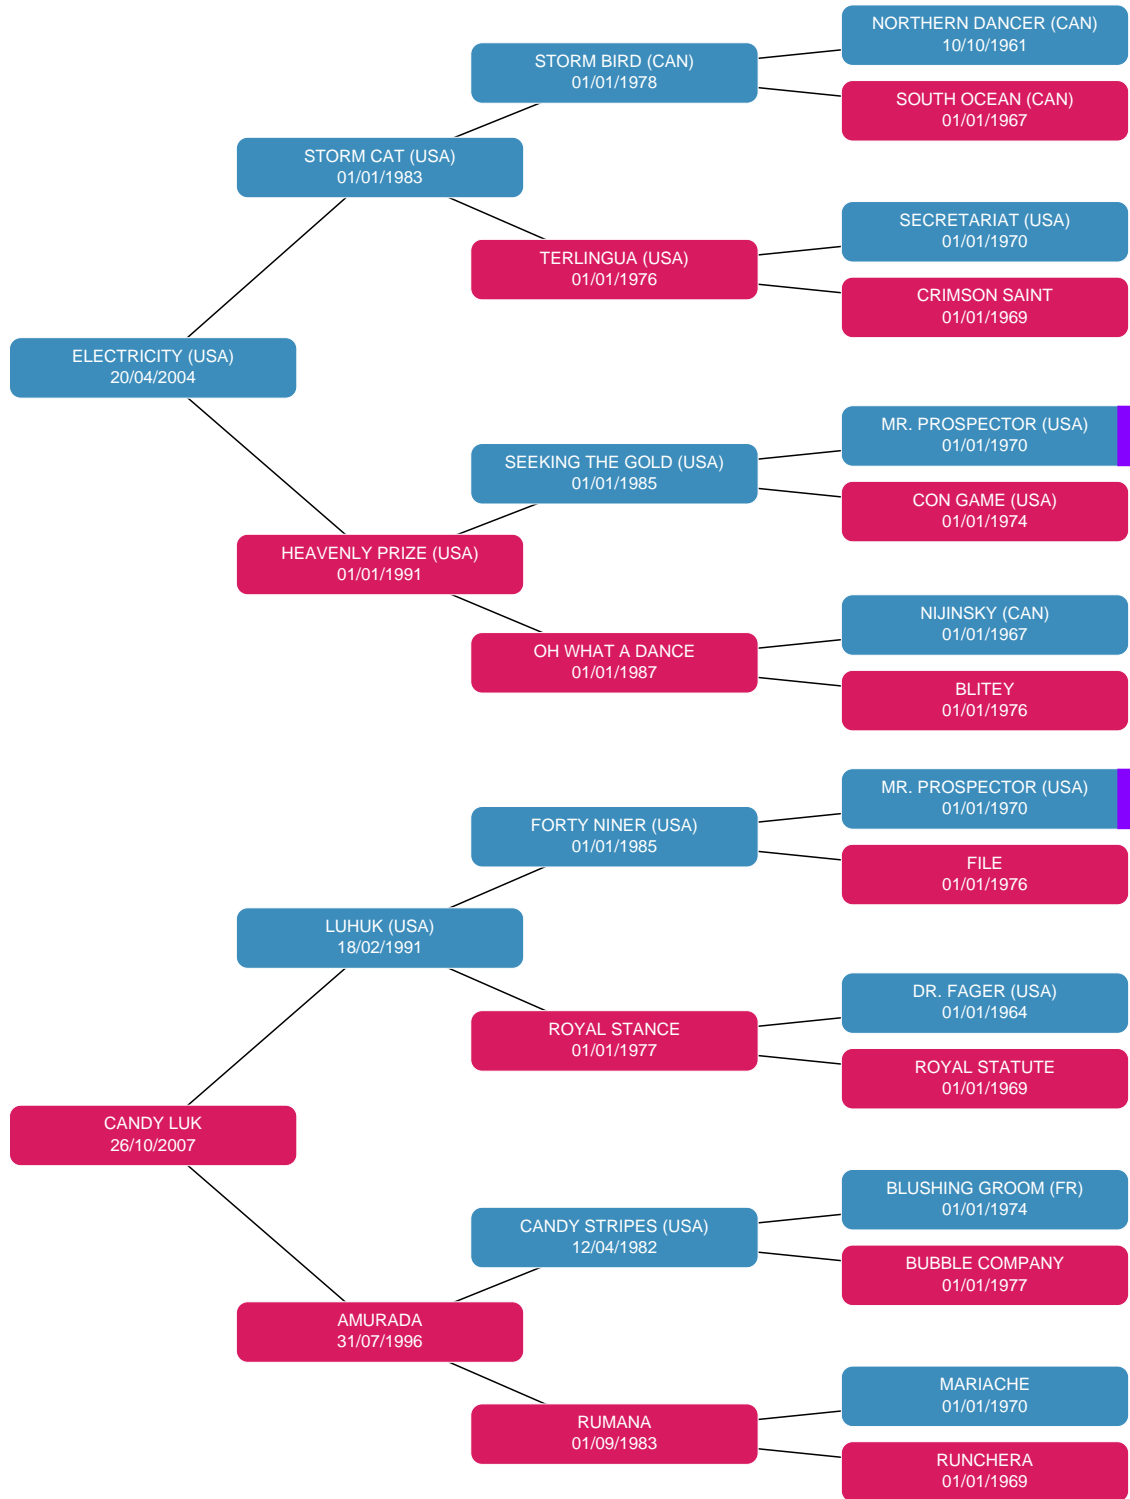 NORTHERN DANCER (CAN)
10/10/1961
STORM BIRD (CAN)
01/01/1978
SOUTH OCEAN (CAN)
01/01/1967
STORM CAT (USA)
01/01/1983
SECRETARIAT (USA)
01/01/1970
TERLINGUA (USA)
01/01/1976
CRIMSON SAINT
01/01/1969
ELECTRICITY (USA)
20/04/2004
MR. PROSPECTOR (USA)
01/01/1970
SEEKING THE GOLD (USA)
01/01/1985
CON GAME (USA)
01/01/1974
HEAVENLY PRIZE (USA)
01/01/1991
NIJINSKY (CAN)
01/01/1967
OH WHAT A DANCE
01/01/1987
BLITEY
01/01/1976
MR. PROSPECTOR (USA)
01/01/1970
FORTY NINER (USA)
01/01/1985
FILE
01/01/1976
LUHUK (USA)
18/02/1991
DR. FAGER (USA)
01/01/1964
ROYAL STANCE
01/01/1977
ROYAL STATUTE
01/01/1969
CANDY LUK
26/10/2007
BLUSHING GROOM (FR)
01/01/1974
CANDY STRIPES (USA)
12/04/1982
BUBBLE COMPANY
01/01/1977
AMURADA
31/07/1996
MARIACHE
01/01/1970
RUMANA
01/09/1983
RUNCHERA
01/01/1969